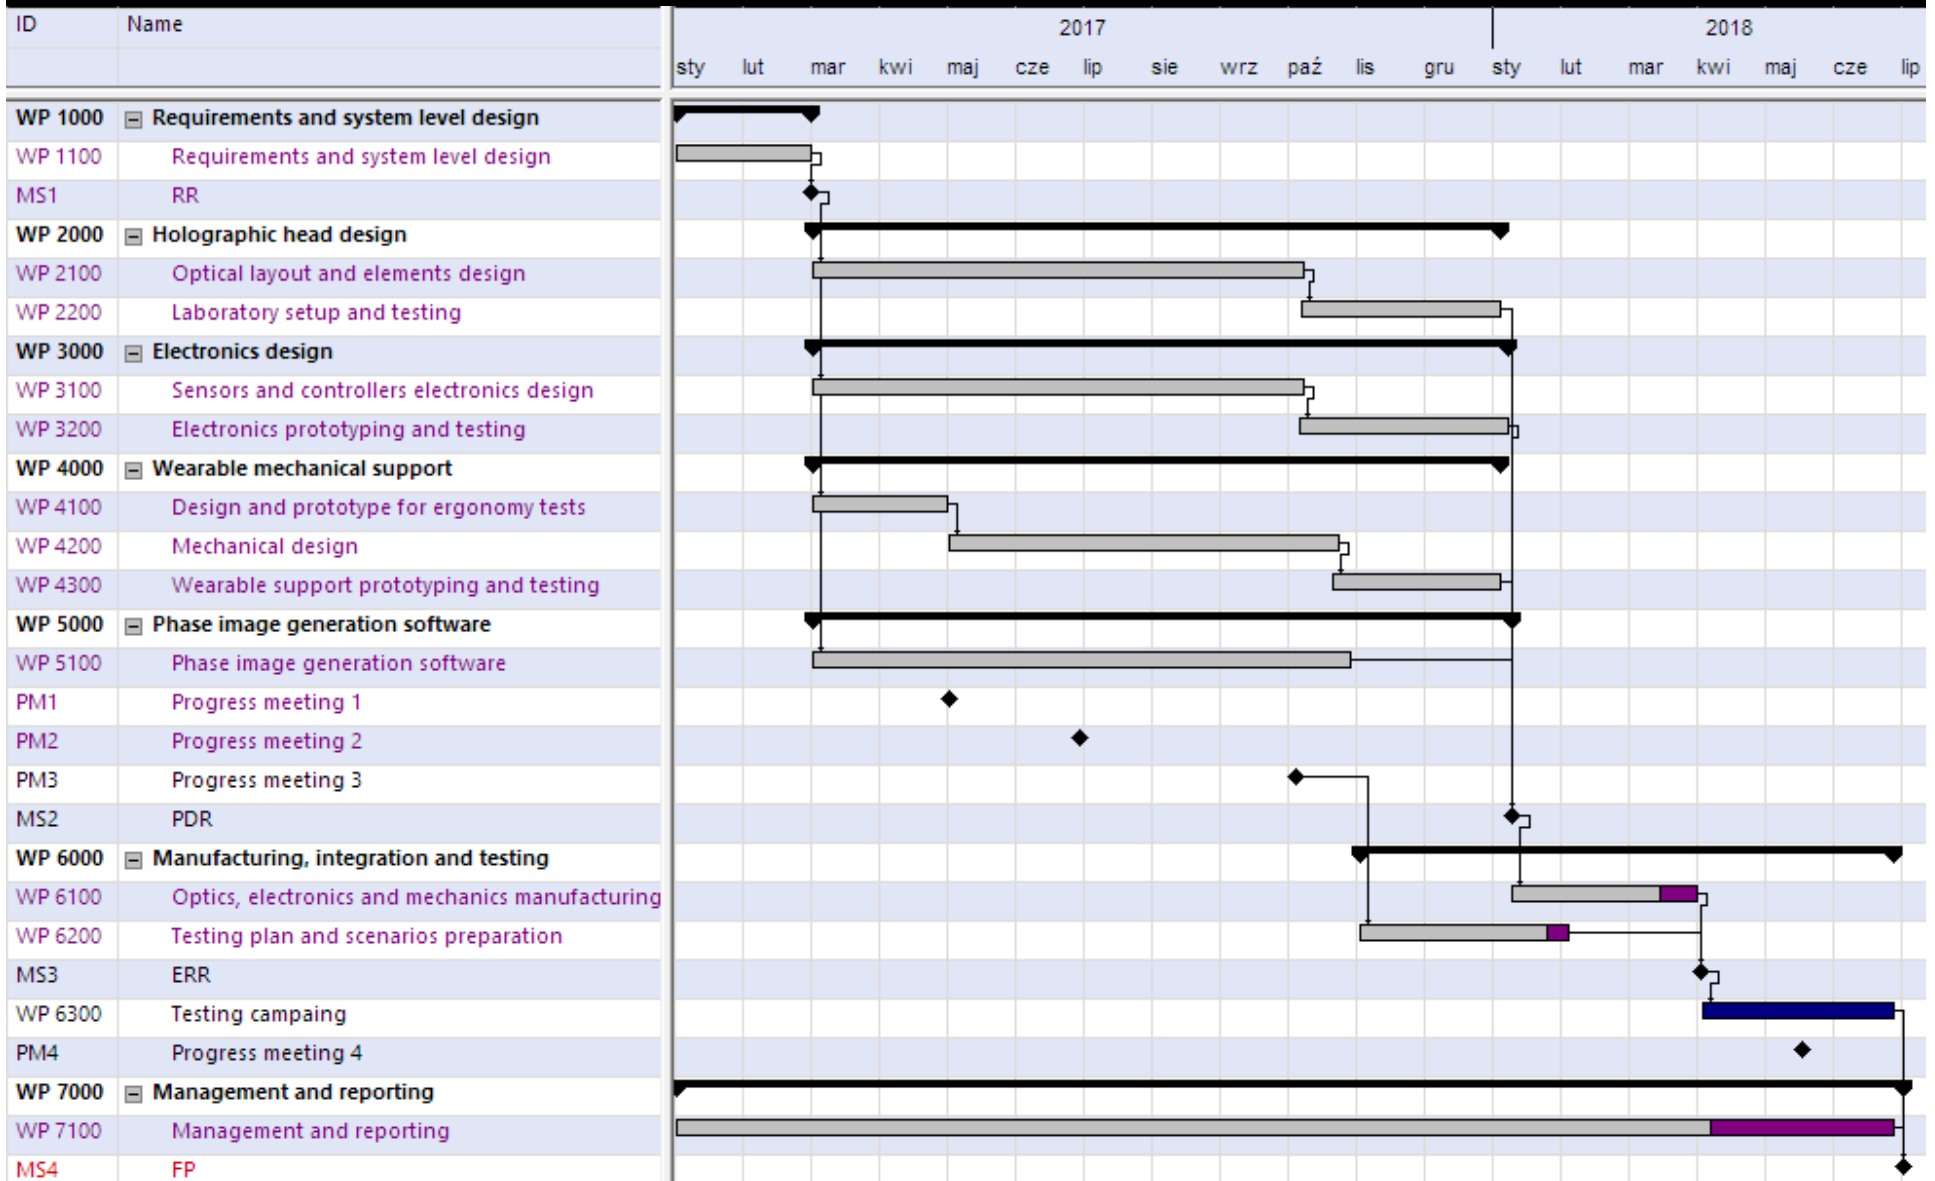 ID Name 2017 2018
sty lut mar kwi maj cze lip sie wrz paź lis gru sty lut mar kwi maj cze lip
WP 1000 Requirements and system level design
WP 1100 Requirements and system level design
MS1 RR
WP 2000 Holographic head design
WP 2100 Optical layout and elements design
WP 2200 Laboratory setup and testing
WP 3000 Electronics design
WP 3100 Sensors and controllers electronics design
WP 3200 Electronics prototyping and testing
WP 4000 Wearable mechanical support
WP 4100 Design and prototype for ergonomy tests
WP 4200 Mechanical design
WP 4300 Wearable support prototyping and testing
WP 5000 Phase image generation software
WP 5100 Phase image generation software
PM1 Progress meeting 1
PM2 Progress meeting 2
PM3 Progress meeting 3
MS2 PDR
WP 6000 Manufacturing, integration and testing
WP 6100 Optics, electronics and mechanics manufacturing
WP 6200 Testing plan and scenarios preparation
MS3 ERR
WP 6300 Testing campaing
PM4 Progress meeting 4
WP 7000 Management and reporting
WP 7100 Management and reporting
MS4 FP